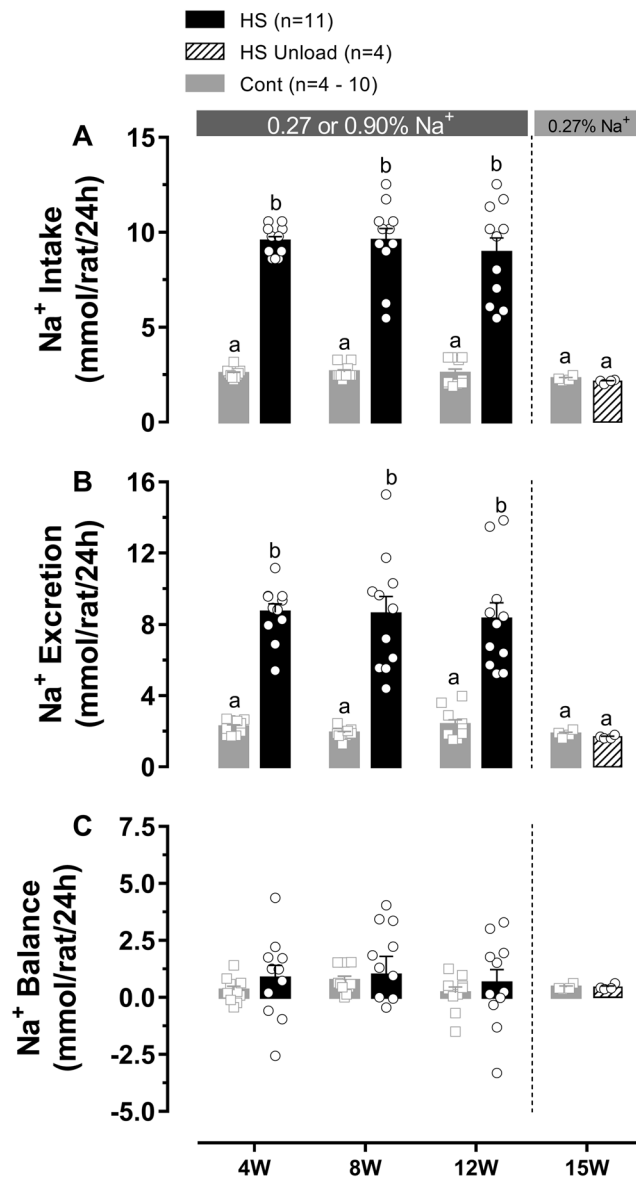 HS (n=11)
HS Unload (n=4)
Cont (n=4 - 10)
0.27 or 0.90% Na⁺
0.27% Na⁺
A
Na⁺ Intake
(mmol/rat/24h)
15
10
5
0
a
b
a
b
a
b
a
a
B
Na⁺ Excretion
(mmol/rat/24h)
16
12
8
4
0
a
b
a
b
a
b
a
a
C
Na⁺ Balance
(mmol/rat/24h)
7.5
5.0
2.5
0.0
-2.5
-5.0
4W
8W
12W
15W